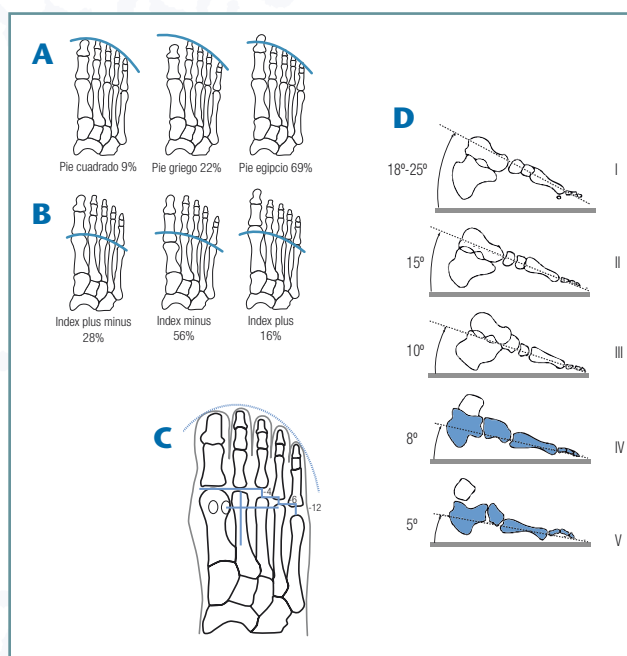 A
Pie cuadrado 9%
Pie griego 22%
Pie egipcio 69%
B
Index plus minus
28%
Index minus
56%
Index plus
16%
C
-4
-6
-12
D
18º-25º
I
15º
II
10º
III
8º
IV
5º
V